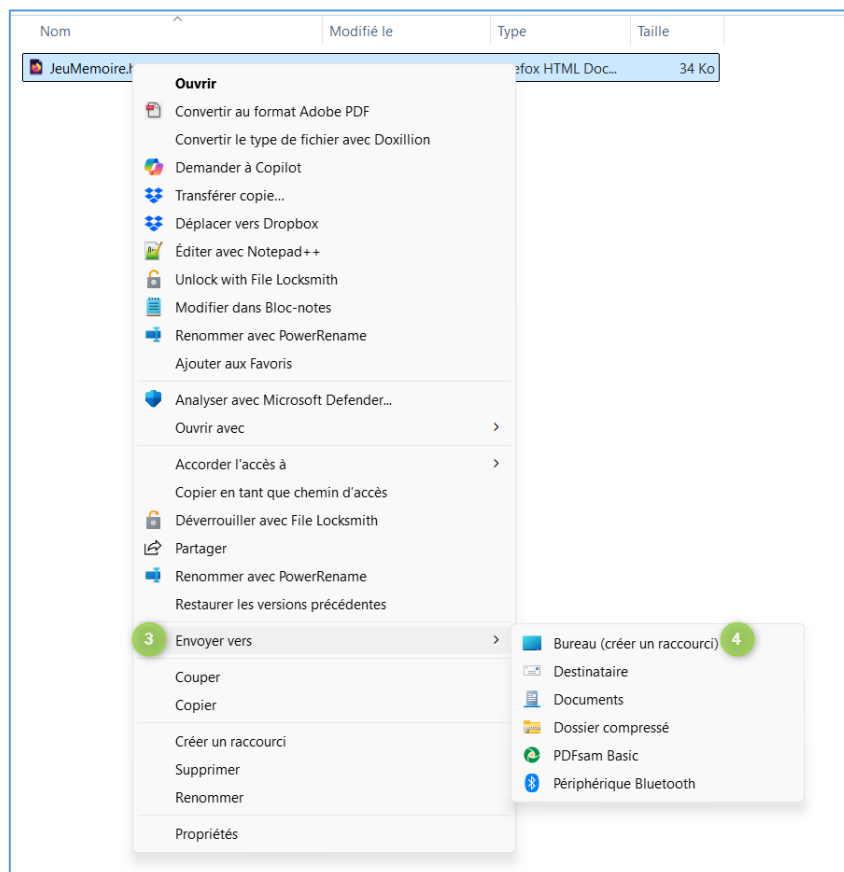 Nom Modifié le Type Taille
JeuMemoire.h efox HTML Doc... 34 Ko
Ouvrir
Convertir au format Adobe PDF
Convertir le type de fichier avec Doxillion
Demander à Copilot
Transférer copie...
Déplacer vers Dropbox
Éditer avec Notepad++
Unlock with File Locksmith
Modifier dans Bloc-notes
Renommer avec PowerRename
Ajouter aux Favoris
Analyser avec Microsoft Defender...
Ouvrir avec
Accorder l'accès à
Copier en tant que chemin d'accès
Déverrouiller avec File Locksmith
Partager
Renommer avec PowerRename
Restaurer les versions précédentes
3 Envoyer vers
Bureau (créer un raccourci) 4
Destinataire
Documents
Dossier compressé
PDFsam Basic
Périphérique Bluetooth
Couper
Copier
Créer un raccourci
Supprimer
Renommer
Propriétés